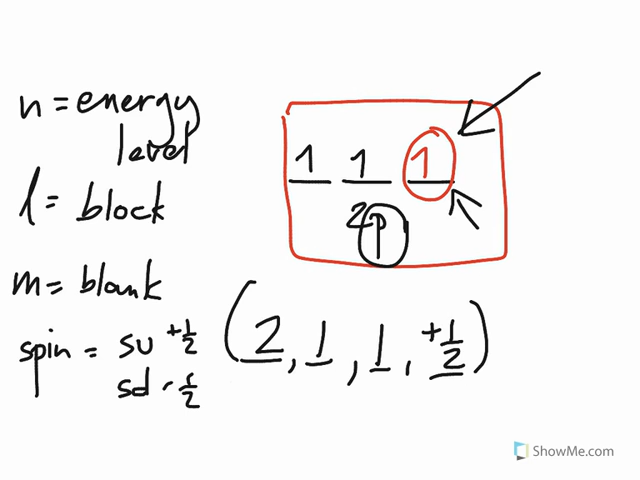 n = energy
level
l = block
m = blank
spin = su +1/2
sd -1/2
1 1 1
2p
(2, 1, 1, +1/2)
ShowMe.com